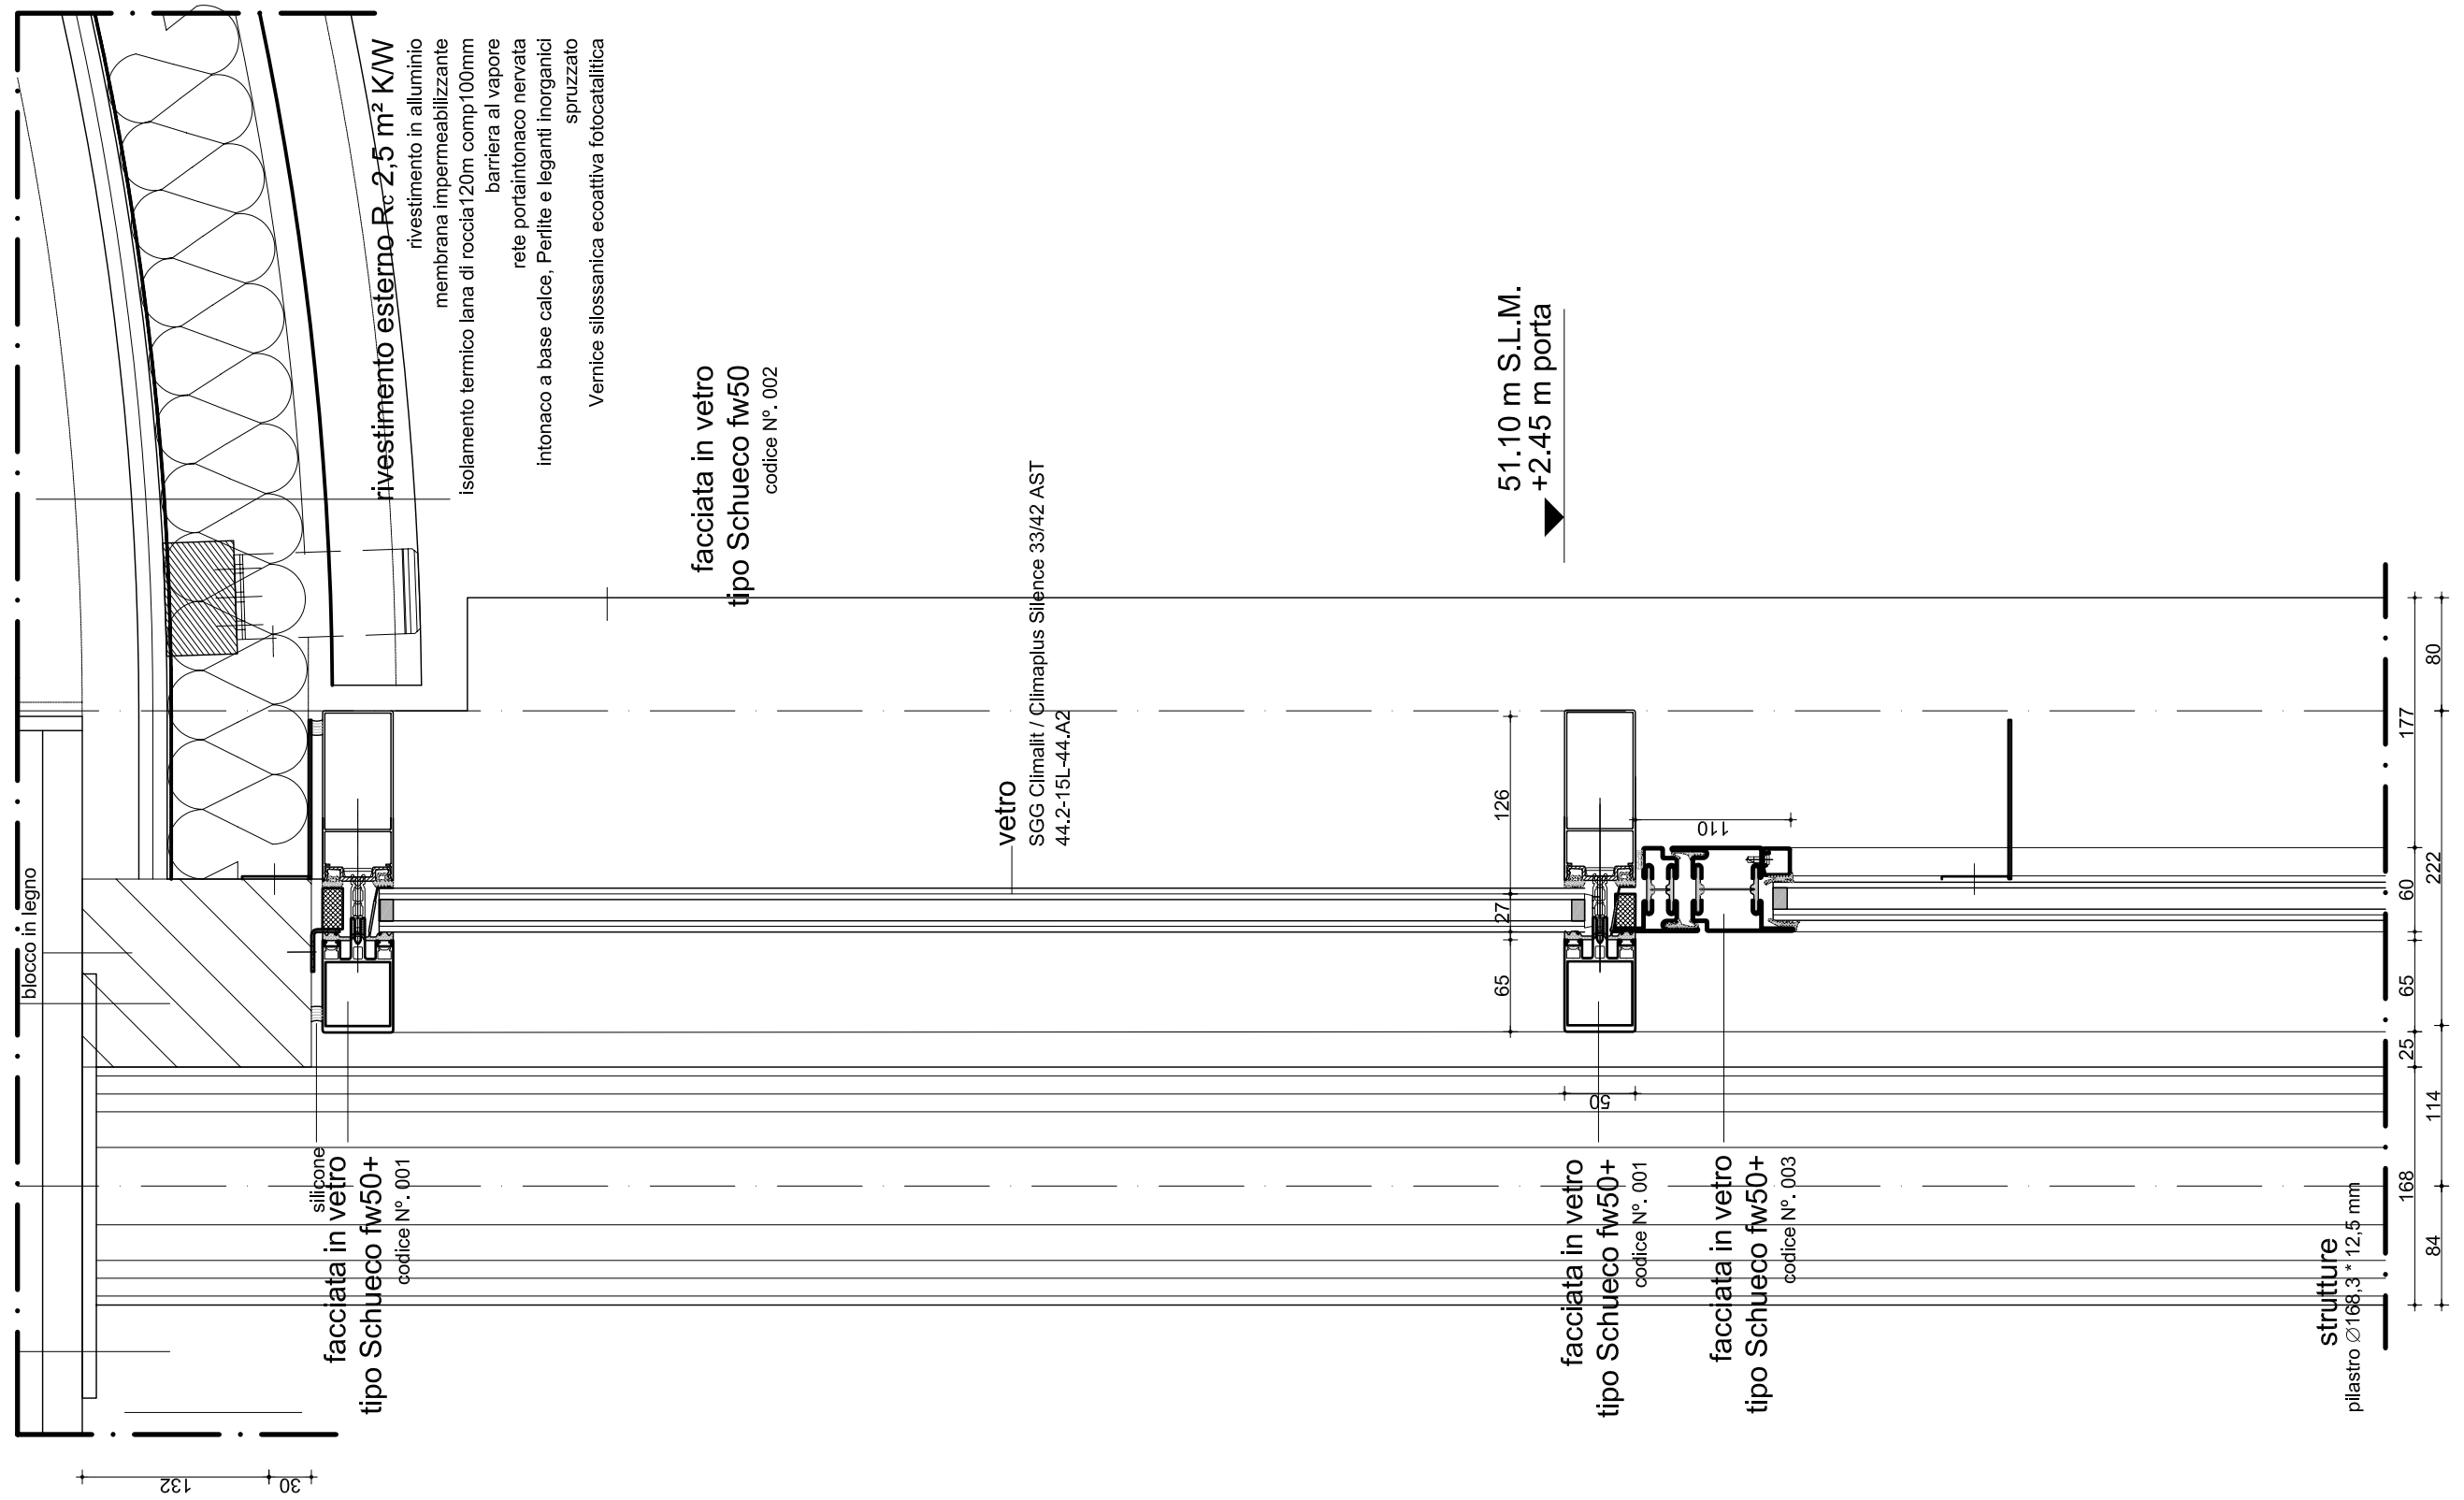 rivestimento esterno Rc 2,5 m² K/W
rivestimento in alluminio
membrana impermeabilizzante
isolamento termico lana di roccia120m comp100mm
barriera al vapore
rete portaintonaco nervata
intonaco a base calce, Perlite e leganti inorganici
spruzzato
Vernice silossanica ecoattiva fotocatalitica
facciata in vetro
tipo Schueco fw50
codice Nº. 002
vetro
SGG Climalit / Climaplus Silence 33/42 AST
44.2-15L-44.A2
51.10 m S.L.M.
+2.45 m porta
blocco in legno
silicone
facciata in vetro
tipo Schueco fw50+
codice Nº. 001
facciata in vetro
tipo Schueco fw50+
codice Nº. 001
facciata in vetro
tipo Schueco fw50+
codice Nº. 003
strutture
pilastro ∅168,3 * 12,5 mm
132
30
65
27
126
50
110
168
25
65
60
177
84
114
222
80